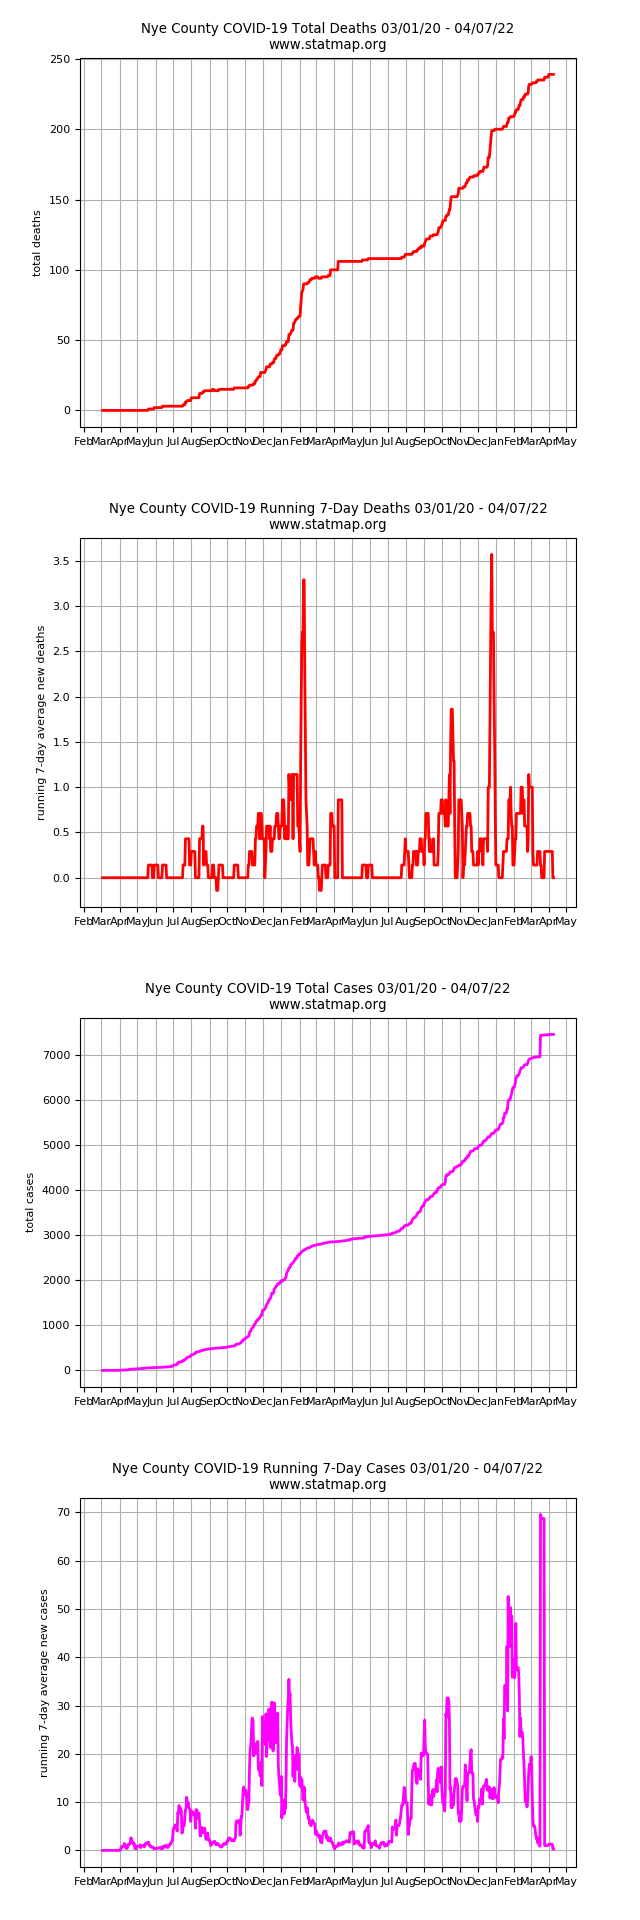 Nye County COVID-19 Total Deaths 03/01/20 - 04/07/22
www.statmap.org
250
200
150
100
50
0
total deaths
Feb Mar Apr May Jun Jul Aug Sep Oct Nov Dec Jan Feb Mar Apr May Jun Jul Aug Sep Oct Nov Dec Jan Feb Mar Apr May
Nye County COVID-19 Running 7-Day Deaths 03/01/20 - 04/07/22
www.statmap.org
3.5
3.0
2.5
2.0
1.5
1.0
0.5
0.0
running 7-day average new deaths
Feb Mar Apr May Jun Jul Aug Sep Oct Nov Dec Jan Feb Mar Apr May Jun Jul Aug Sep Oct Nov Dec Jan Feb Mar Apr May
Nye County COVID-19 Total Cases 03/01/20 - 04/07/22
www.statmap.org
7000
6000
5000
4000
3000
2000
1000
0
total cases
Feb Mar Apr May Jun Jul Aug Sep Oct Nov Dec Jan Feb Mar Apr May Jun Jul Aug Sep Oct Nov Dec Jan Feb Mar Apr May
Nye County COVID-19 Running 7-Day Cases 03/01/20 - 04/07/22
www.statmap.org
70
60
50
40
30
20
10
0
running 7-day average new cases
Feb Mar Apr May Jun Jul Aug Sep Oct Nov Dec Jan Feb Mar Apr May Jun Jul Aug Sep Oct Nov Dec Jan Feb Mar Apr May